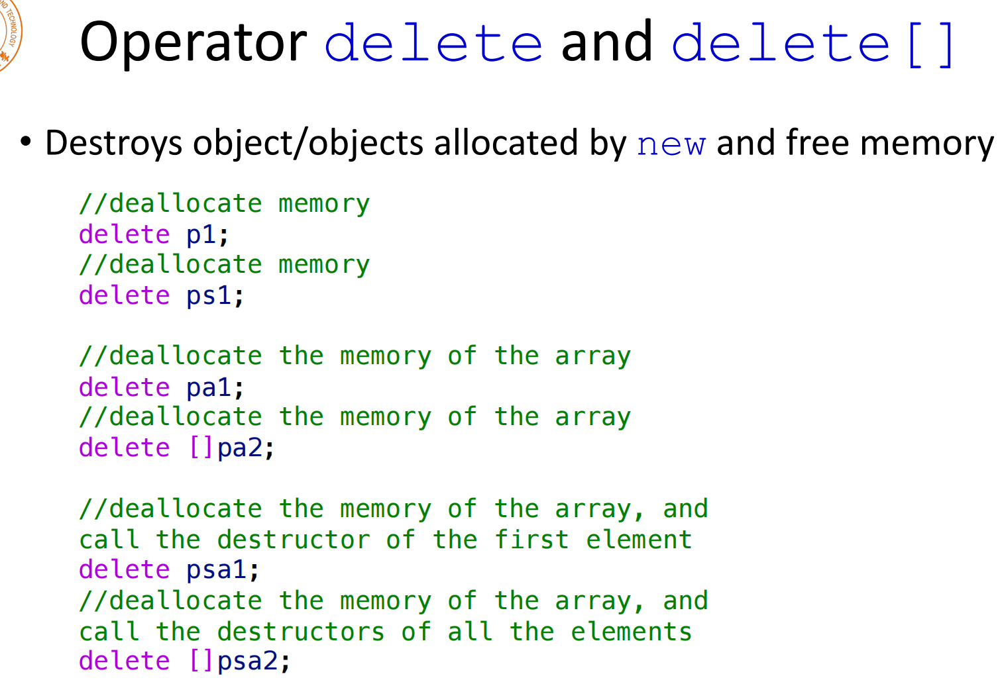 AND TECHNOLOGY
Operator delete and delete[]
• Destroys object/objects allocated by new and free memory
//deallocate memory
delete p1;
//deallocate memory
delete ps1;
//deallocate the memory of the array
delete pa1;
//deallocate the memory of the array
delete []pa2;
//deallocate the memory of the array, and
call the destructor of the first element
delete psa1;
//deallocate the memory of the array, and
call the destructors of all the elements
delete []psa2;